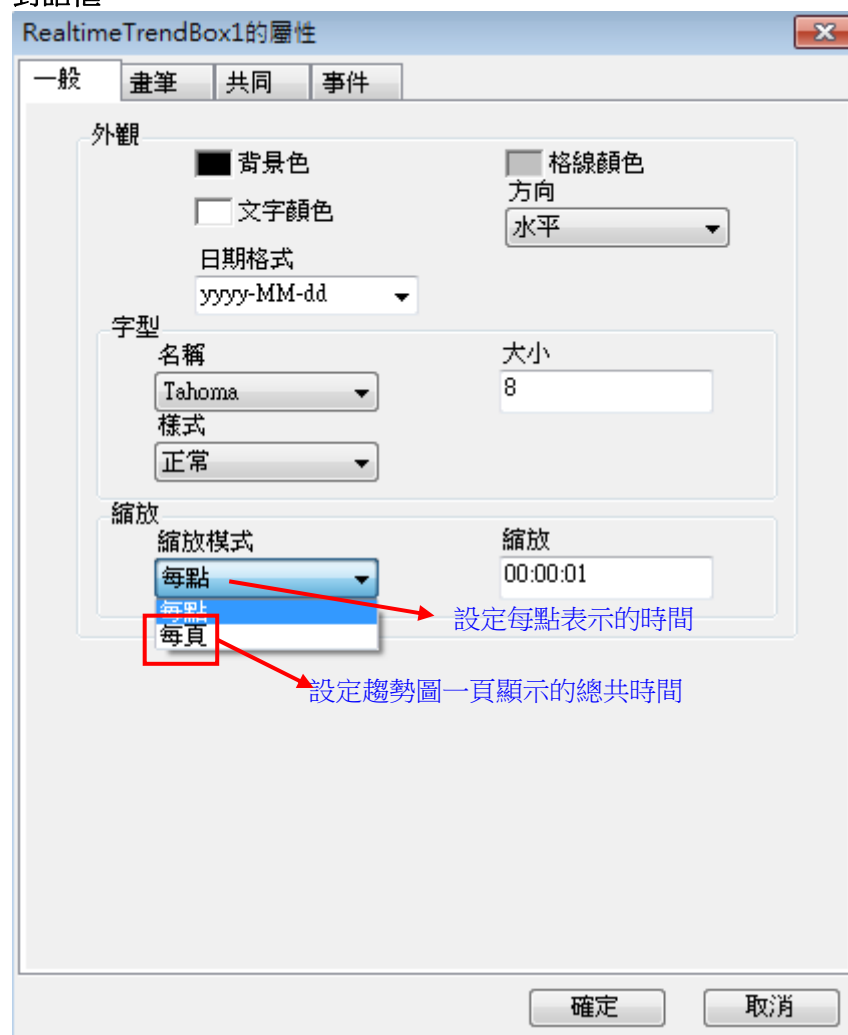 對話框
RealtimeTrendBox1的屬性
一般 畫筆 共同 事件
外觀
背景色 格線顏色
方向
文字顏色
水平
日期格式
yyyy-MM-dd
字型
名稱 大小
Tahoma 8
樣式
正常
縮放
縮放模式 縮放
每點 00:00:01
每點
設定每點表示的時間
每頁
設定趨勢圖一頁顯示的總共時間
確定 取消